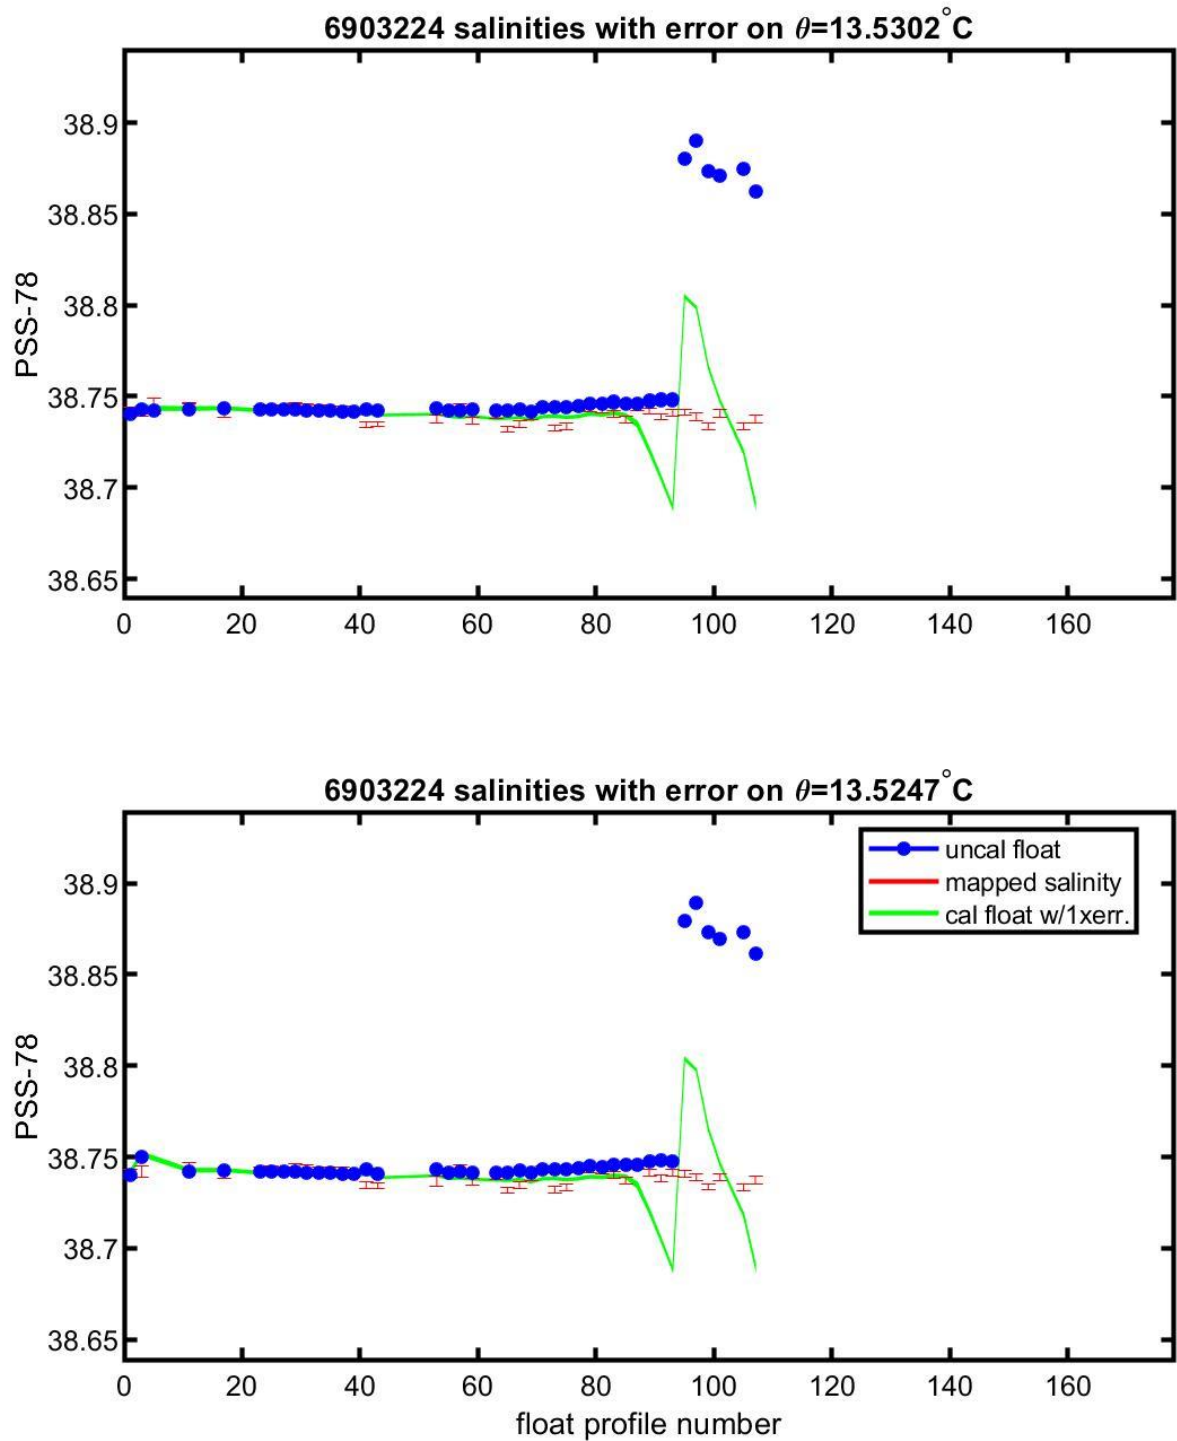 6903224 salinities with error on θ=13.5302°C
PSS-78
38.9
38.85
38.8
38.75
38.7
38.65
0 20 40 60 80 100 120 140 160
6903224 salinities with error on θ=13.5247°C
uncal float
mapped salinity
cal float w/1xerr.
PSS-78
38.9
38.85
38.8
38.75
38.7
38.65
0 20 40 60 80 100 120 140 160
float profile number